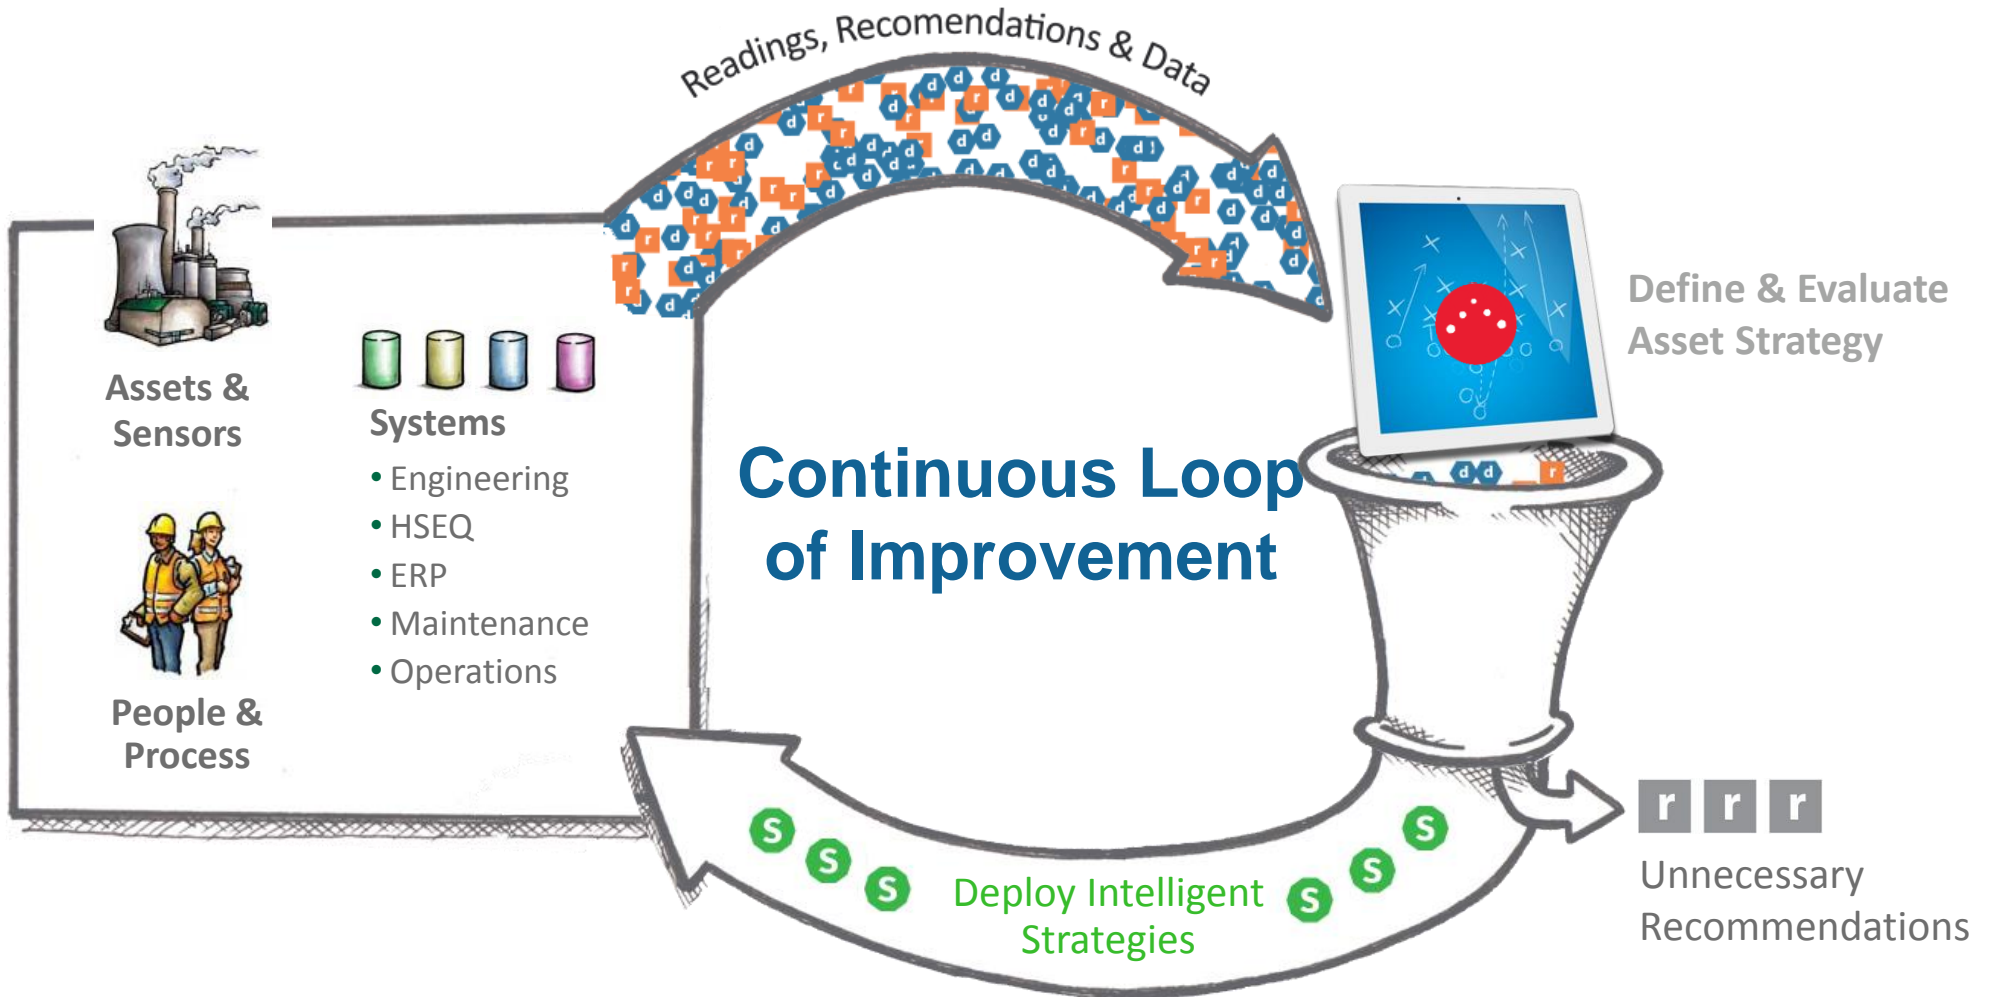 Readings, Recomendations & Data
Assets &
Sensors
People &
Process
Systems
• Engineering
• HSEQ
• ERP
• Maintenance
• Operations
Continuous Loop
of Improvement
Define & Evaluate
Asset Strategy
d d r
r r r
Unnecessary
Recommendations
S S S
Deploy Intelligent
Strategies
S S S